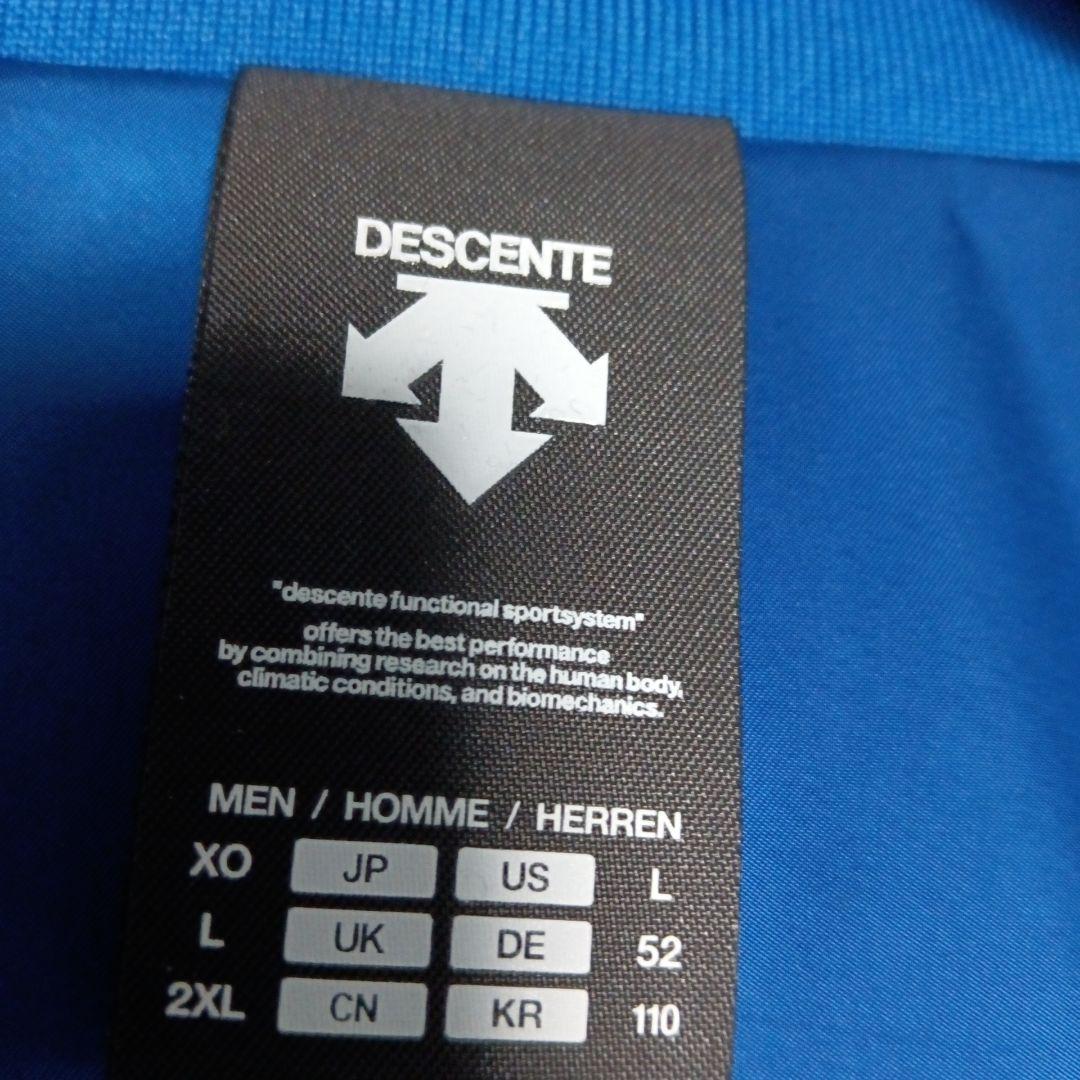 DESCENTE
"descente functional sportsystem"
offers the best performance
by combining research on the human body,
climatic conditions, and biomechanics.
MEN / HOMME / HERREN
XO JP US L
L UK DE 52
2XL CN KR 110